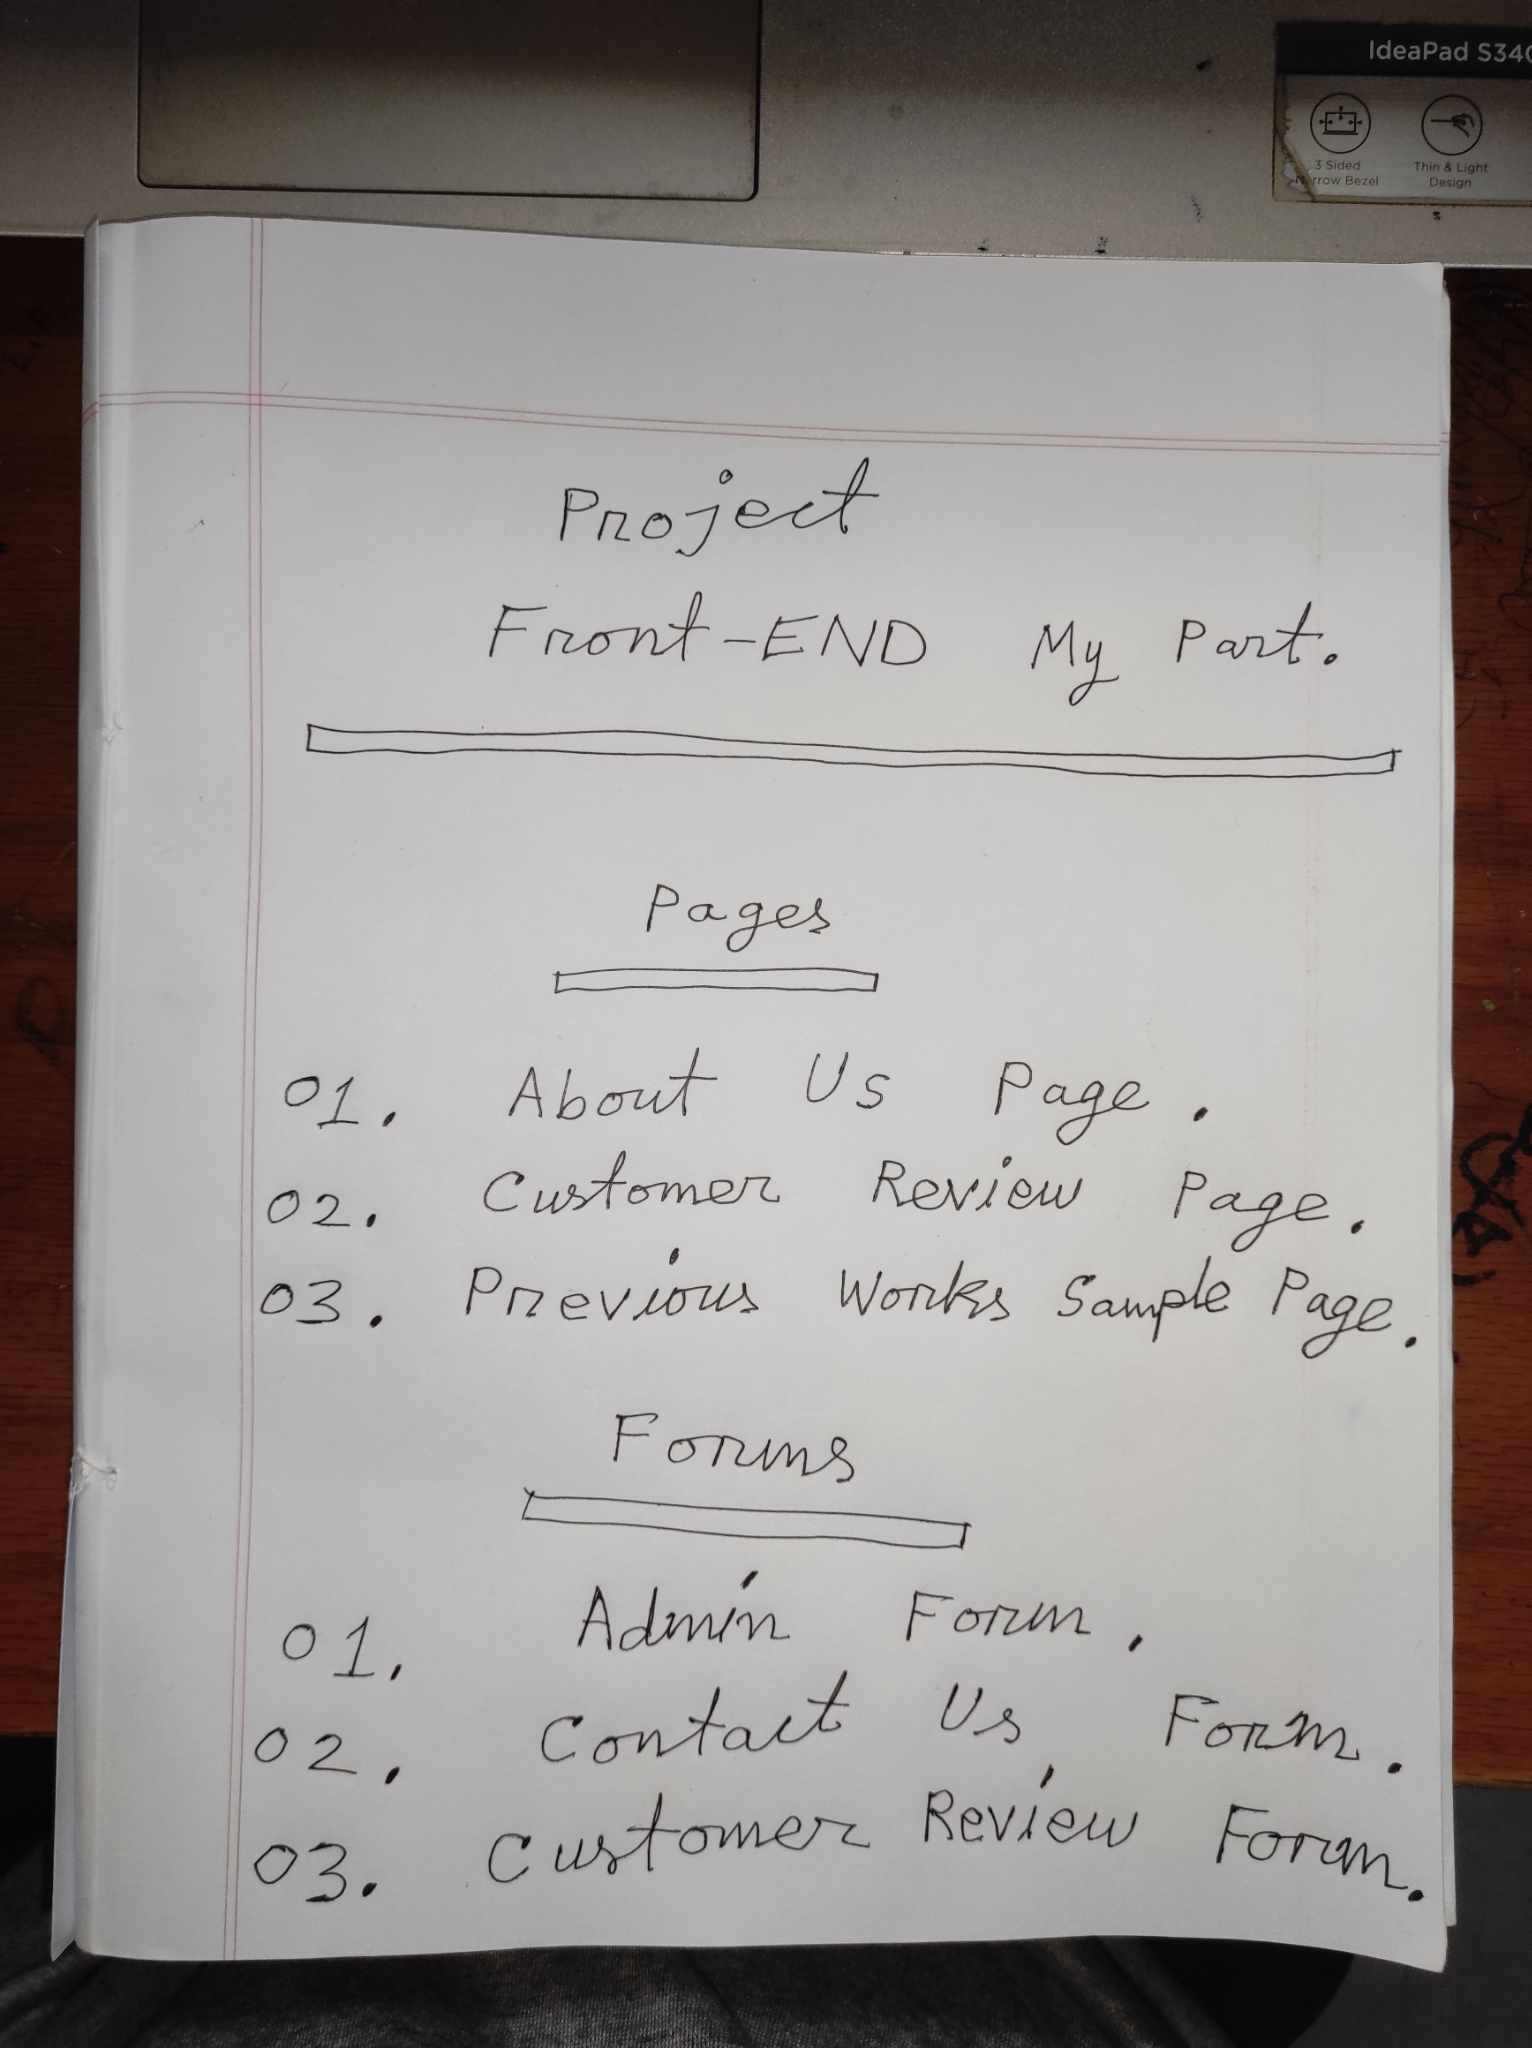 IdeaPad S340
3 Sided
Narrow Bezel
Thin & Light
Design
Project
Front-END My Part.
Pages
01. About Us Page.
02. Customer Review Page.
03. Previous Works Sample Page.
Forms
01. Admin Form.
02. Contact Us Form.
03. Customer Review Form.